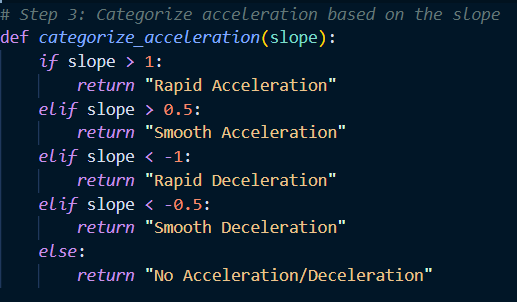 # Step 3: Categorize acceleration based on the slope
def categorize_acceleration(slope):
    if slope > 1:
        return "Rapid Acceleration"
    elif slope > 0.5:
        return "Smooth Acceleration"
    elif slope < -1:
        return "Rapid Deceleration"
    elif slope < -0.5:
        return "Smooth Deceleration"
    else:
        return "No Acceleration/Deceleration"